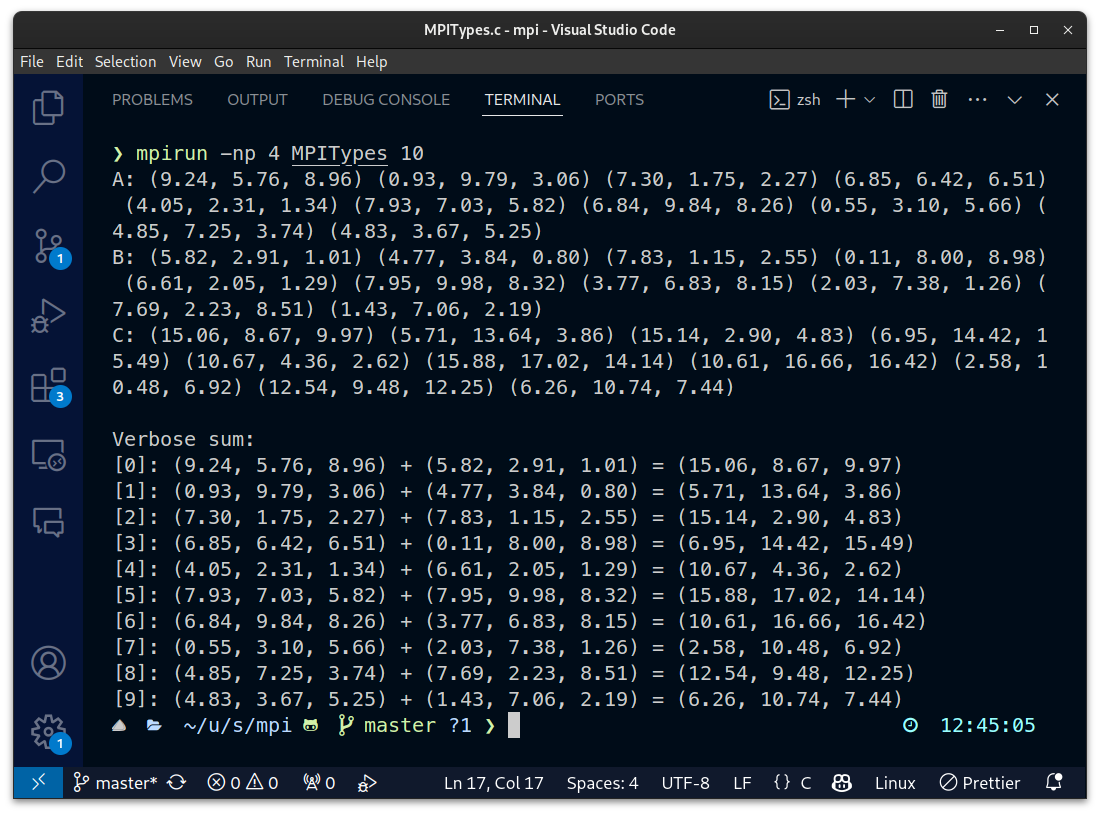 MPITypes.c - mpi - Visual Studio Code
File Edit Selection View Go Run Terminal Help
PROBLEMS OUTPUT DEBUG CONSOLE TERMINAL PORTS zsh
❯ mpirun -np 4 MPITypes 10
A: (9.24, 5.76, 8.96) (0.93, 9.79, 3.06) (7.30, 1.75, 2.27) (6.85, 6.42, 6.51)
(4.05, 2.31, 1.34) (7.93, 7.03, 5.82) (6.84, 9.84, 8.26) (0.55, 3.10, 5.66) (
4.85, 7.25, 3.74) (4.83, 3.67, 5.25)
B: (5.82, 2.91, 1.01) (4.77, 3.84, 0.80) (7.83, 1.15, 2.55) (0.11, 8.00, 8.98)
(6.61, 2.05, 1.29) (7.95, 9.98, 8.32) (3.77, 6.83, 8.15) (2.03, 7.38, 1.26) (
7.69, 2.23, 8.51) (1.43, 7.06, 2.19)
C: (15.06, 8.67, 9.97) (5.71, 13.64, 3.86) (15.14, 2.90, 4.83) (6.95, 14.42, 1
5.49) (10.67, 4.36, 2.62) (15.88, 17.02, 14.14) (10.61, 16.66, 16.42) (2.58, 1
0.48, 6.92) (12.54, 9.48, 12.25) (6.26, 10.74, 7.44)
Verbose sum:
[0]: (9.24, 5.76, 8.96) + (5.82, 2.91, 1.01) = (15.06, 8.67, 9.97)
[1]: (0.93, 9.79, 3.06) + (4.77, 3.84, 0.80) = (5.71, 13.64, 3.86)
[2]: (7.30, 1.75, 2.27) + (7.83, 1.15, 2.55) = (15.14, 2.90, 4.83)
[3]: (6.85, 6.42, 6.51) + (0.11, 8.00, 8.98) = (6.95, 14.42, 15.49)
[4]: (4.05, 2.31, 1.34) + (6.61, 2.05, 1.29) = (10.67, 4.36, 2.62)
[5]: (7.93, 7.03, 5.82) + (7.95, 9.98, 8.32) = (15.88, 17.02, 14.14)
[6]: (6.84, 9.84, 8.26) + (3.77, 6.83, 8.15) = (10.61, 16.66, 16.42)
[7]: (0.55, 3.10, 5.66) + (2.03, 7.38, 1.26) = (2.58, 10.48, 6.92)
[8]: (4.85, 7.25, 3.74) + (7.69, 2.23, 8.51) = (12.54, 9.48, 12.25)
[9]: (4.83, 3.67, 5.25) + (1.43, 7.06, 2.19) = (6.26, 10.74, 7.44)
~/u/s/mpi master ?1 ❯ 12:45:05
1
3
1
master* 0 0 0 Ln 17, Col 17 Spaces: 4 UTF-8 LF {} C Linux Prettier